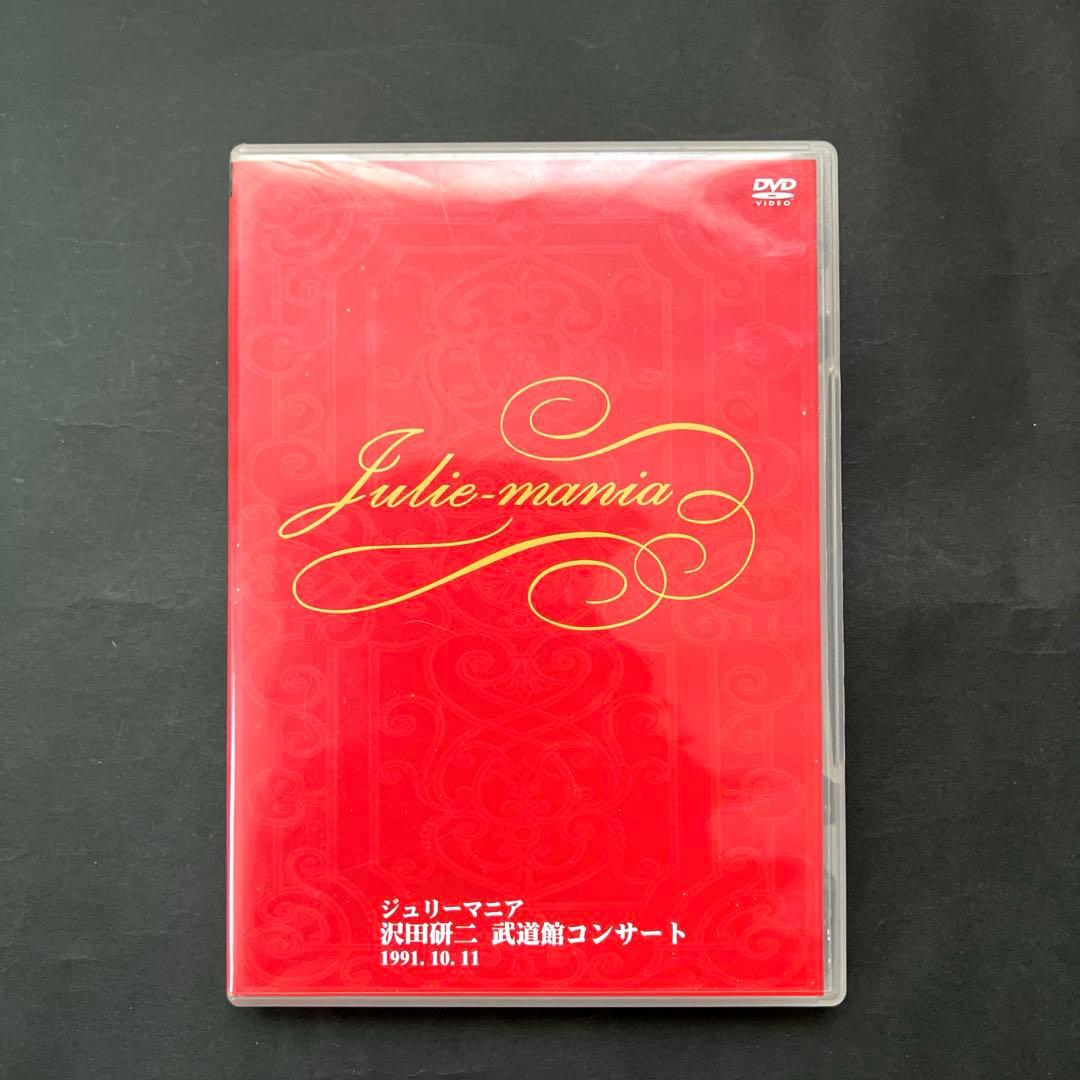 DVD
VIDEO
Julie-mania
ジュリーマニア
沢田研二 武道館コンサート
1991. 10. 11